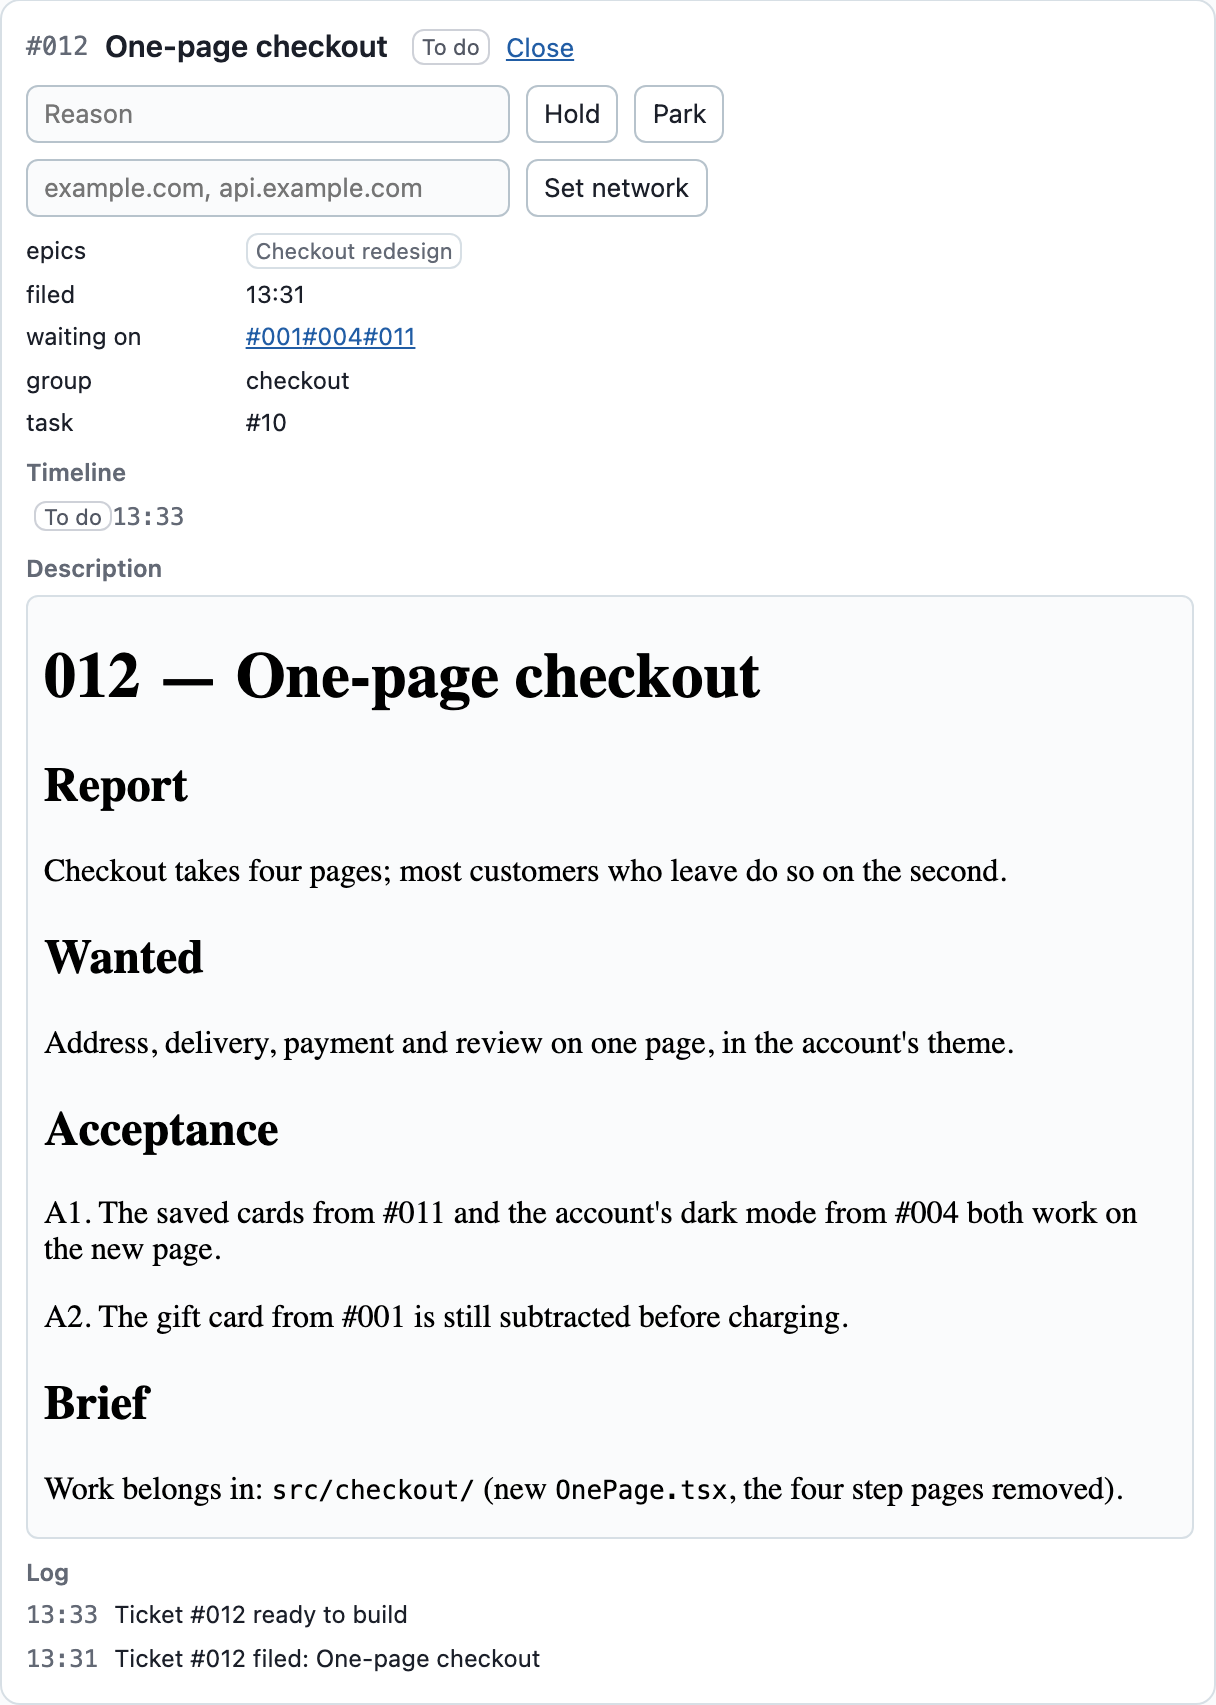 #012 One-page checkout To do Close
Reason Hold Park
example.com, api.example.com Set network
epics Checkout redesign
filed 13:31
waiting on #001#004#011
group checkout
task #10
Timeline
To do 13:33
Description
012 — One-page checkout
Report
Checkout takes four pages; most customers who leave do so on the second.
Wanted
Address, delivery, payment and review on one page, in the account's theme.
Acceptance
A1. The saved cards from #011 and the account's dark mode from #004 both work on
the new page.
A2. The gift card from #001 is still subtracted before charging.
Brief
Work belongs in: src/checkout/ (new OnePage.tsx, the four step pages removed).
Log
13:33 Ticket #012 ready to build
13:31 Ticket #012 filed: One-page checkout